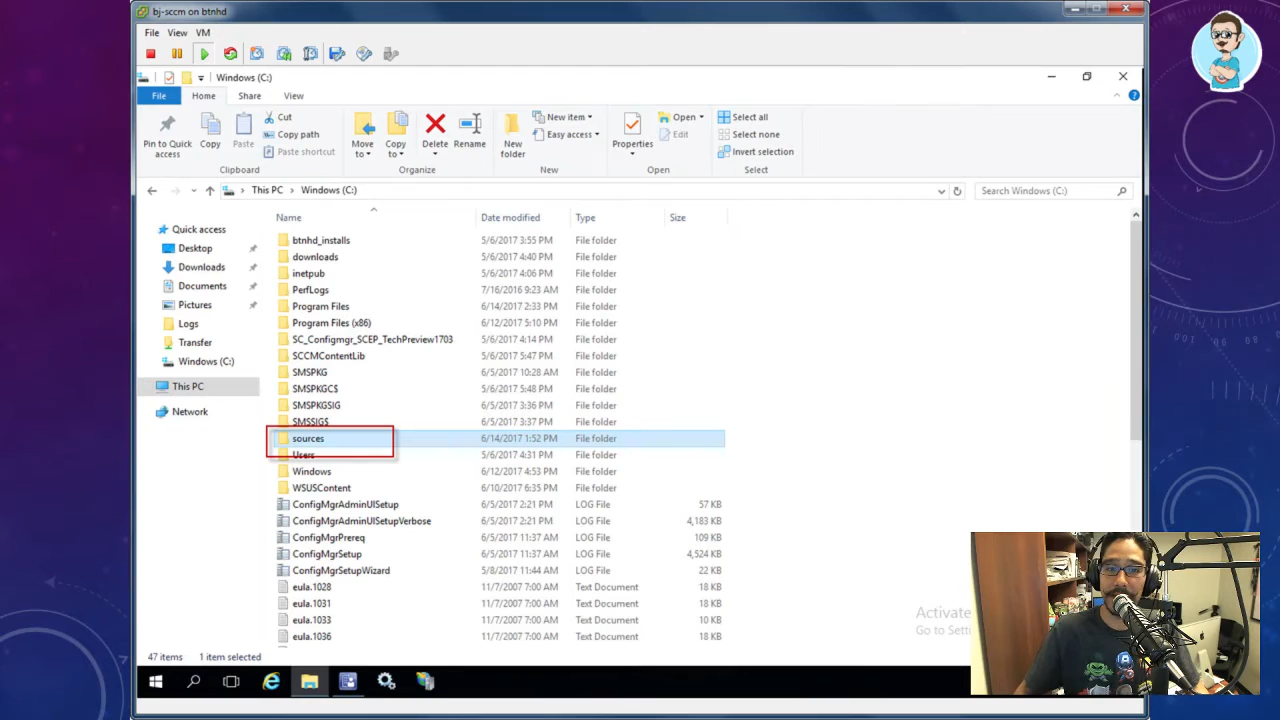 bj-sccm on btnhd
File View VM
Windows (C:)
File Home Share View
Pin to Quick access
Copy
Paste
Cut
Copy path
Paste shortcut
Clipboard
Move to
Copy to
Delete
Rename
Organize
New folder
New item
Easy access
New
Properties
Open
Edit
Open
Select all
Select none
Invert selection
Select
This PC > Windows (C:)
Search Windows (C:)
Quick access
Desktop
Downloads
Documents
Pictures
Logs
Transfer
Windows (C:)
This PC
Network
Name Date modified Type Size
btnhd_installs 5/6/2017 3:55 PM File folder
downloads 5/6/2017 4:40 PM File folder
inetpub 5/6/2017 4:06 PM File folder
PerfLogs 7/16/2016 9:23 AM File folder
Program Files 6/14/2017 2:33 PM File folder
Program Files (x86) 6/12/2017 5:10 PM File folder
SC_Configmgr_SCEP_TechPreview1703 5/6/2017 4:14 PM File folder
SCCMContentLib 5/6/2017 5:47 PM File folder
SMSPKG 6/5/2017 10:28 AM File folder
SMSPKGC$ 5/6/2017 5:48 PM File folder
SMSPKGSIG 6/5/2017 3:36 PM File folder
SMSSIG$ 6/5/2017 3:37 PM File folder
sources 6/14/2017 1:52 PM File folder
Users 5/6/2017 4:31 PM File folder
Windows 6/12/2017 4:53 PM File folder
WSUSContent 6/10/2017 6:35 PM File folder
ConfigMgrAdminUISetup 6/5/2017 2:21 PM LOG File 57 KB
ConfigMgrAdminUISetupVerbose 6/5/2017 2:21 PM LOG File 4,183 KB
ConfigMgrPrereq 6/5/2017 11:37 AM LOG File 109 KB
ConfigMgrSetup 6/5/2017 11:37 AM LOG File 4,524 KB
ConfigMgrSetupWizard 5/8/2017 11:44 AM LOG File 22 KB
eula.1028 11/7/2007 7:00 AM Text Document 18 KB
eula.1031 11/7/2007 7:00 AM Text Document 18 KB
eula.1033 11/7/2007 7:00 AM Text Document 10 KB
eula.1036 11/7/2007 7:00 AM Text Document 18 KB
Activate
Go to Setti
47 items 1 item selected